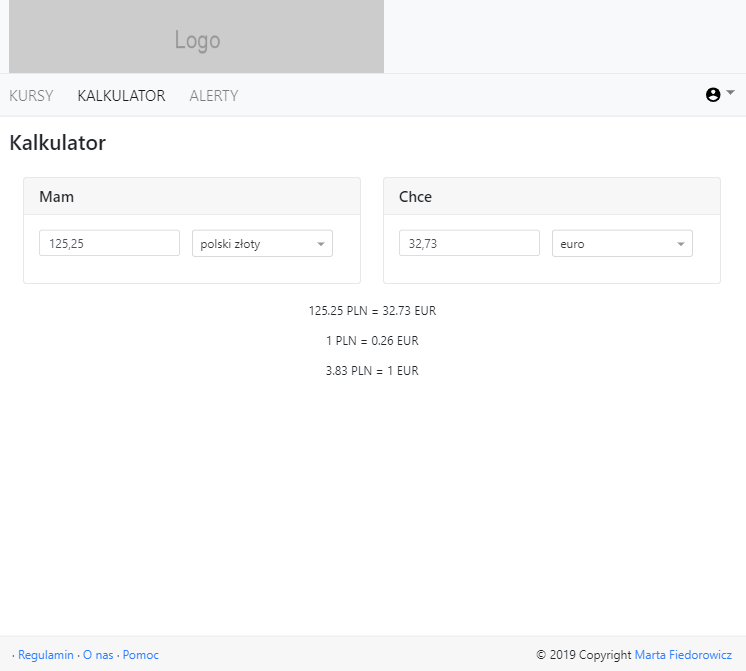 Logo
KURSY KALKULATOR ALERTY
Kalkulator
Mam
125,25 polski złoty
Chce
32,73 euro
125.25 PLN = 32.73 EUR
1 PLN = 0.26 EUR
3.83 PLN = 1 EUR
· Regulamin · O nas · Pomoc
© 2019 Copyright Marta Fiedorowicz